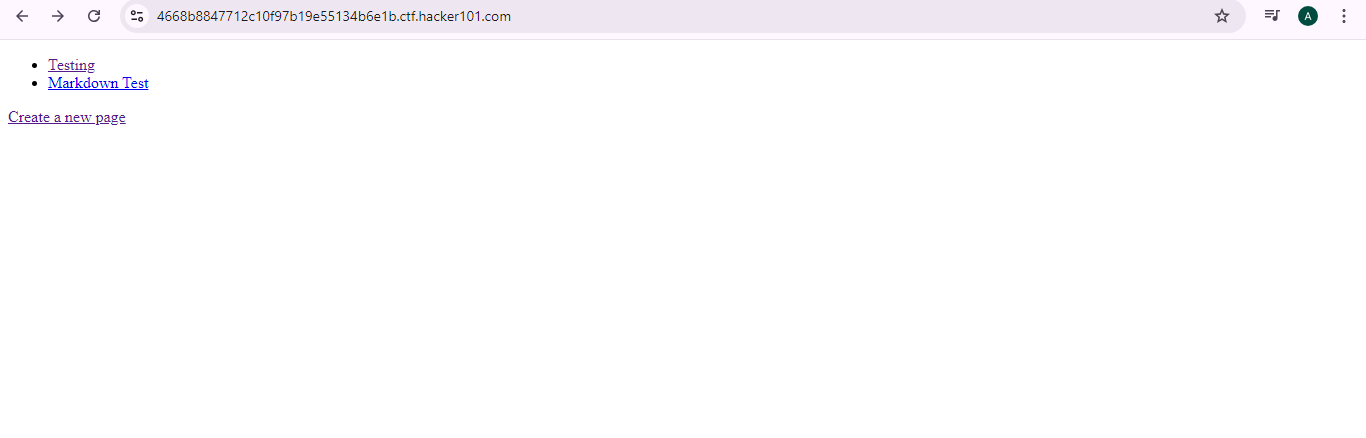 4668b8847712c10f97b19e55134b6e1b.ctf.hacker101.com
A
Testing
Markdown Test
Create a new page